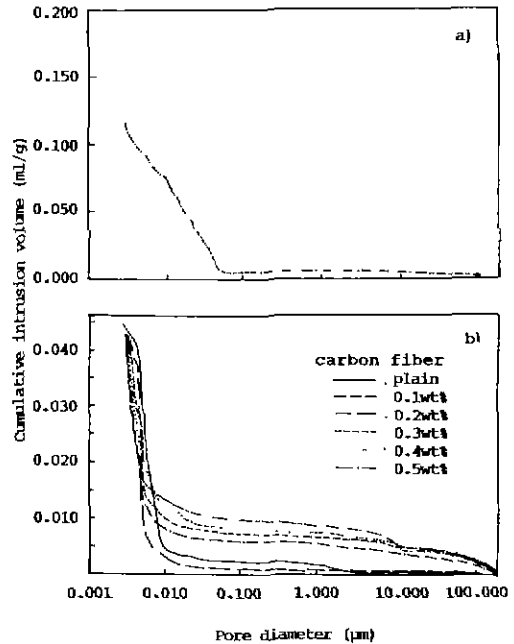 0.200
a)
0.150
0.100
0.050
0.000
Cumulative intrusion volume (ml/g)
b)
0.040
0.030
0.020
0.010
carbon fiber
plain
0.1wt%
0.2wt%
0.3wt%
0.4wt%
0.5wt%
0.001 0.010 0.100 1.000 10.000 100.000
Pore diameter (µm)